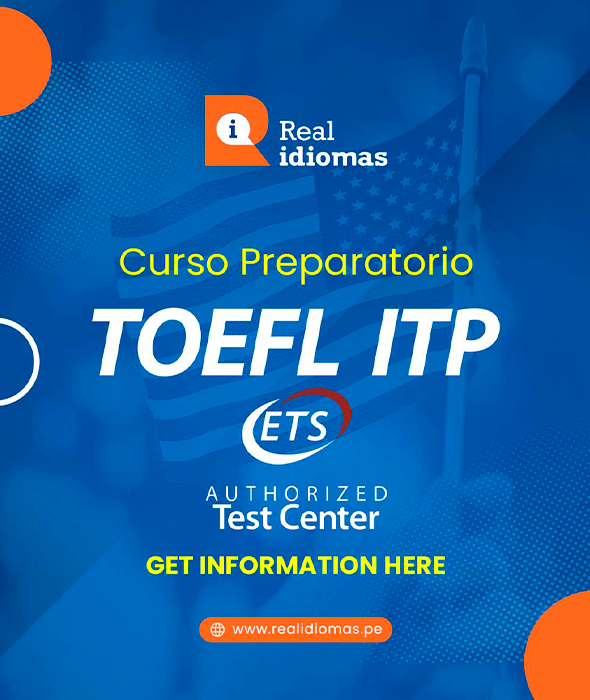 i
Real
idiomas
Curso Preparatorio
TOEFL ITP
ETS
AUTHORIZED
Test Center
GET INFORMATION HERE
www.realidiomas.pe